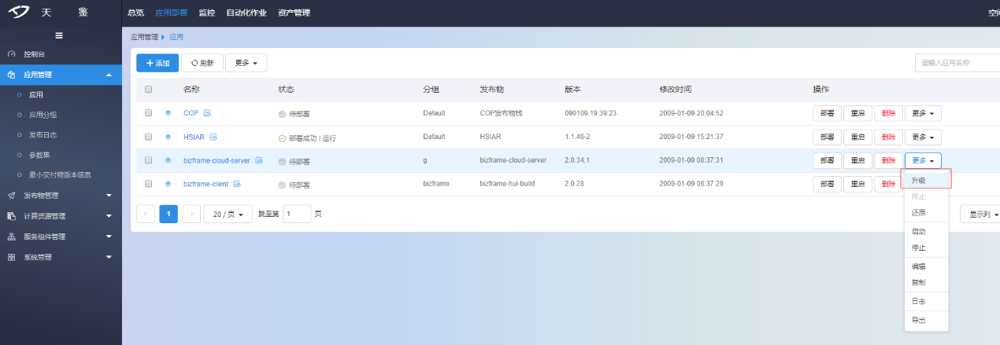 天 鉴 总览 应用部署 监控 自动化作业 资产管理 空间
应用管理 应用
控制台
应用管理
应用
应用分组
发布日志
参数集
最小交付物版本信息
发布物管理
计算资源管理
服务组件管理
系统管理
添加 刷新 更多 请输入应用名称
名称 状态 分组 发布物 版本 修改时间 操作
COP 待部署 Default COP发布物栈 090109.19:39:23 2009-01-09 20:04:52 部署 重启 删除 更多
HSIAR 部署成功 / 运行 Default HSIAR 1.1.46-2 2009-01-09 15:21:37 部署 重启 删除 更多
bizframe-cloud-server 待部署 g bizframe-cloud-server 2.0.34.1 2009-01-09 08:37:31 部署 重启 删除 更多
bizframe-client 待部署 bizframe bizframe-hui-build 2.0.28 2009-01-09 08:37:29 部署 重启 删除
1 20 / 页 跳至第 1 页 显示列
升级
终止
还原
启动
停止
编辑
复制
日志
导出